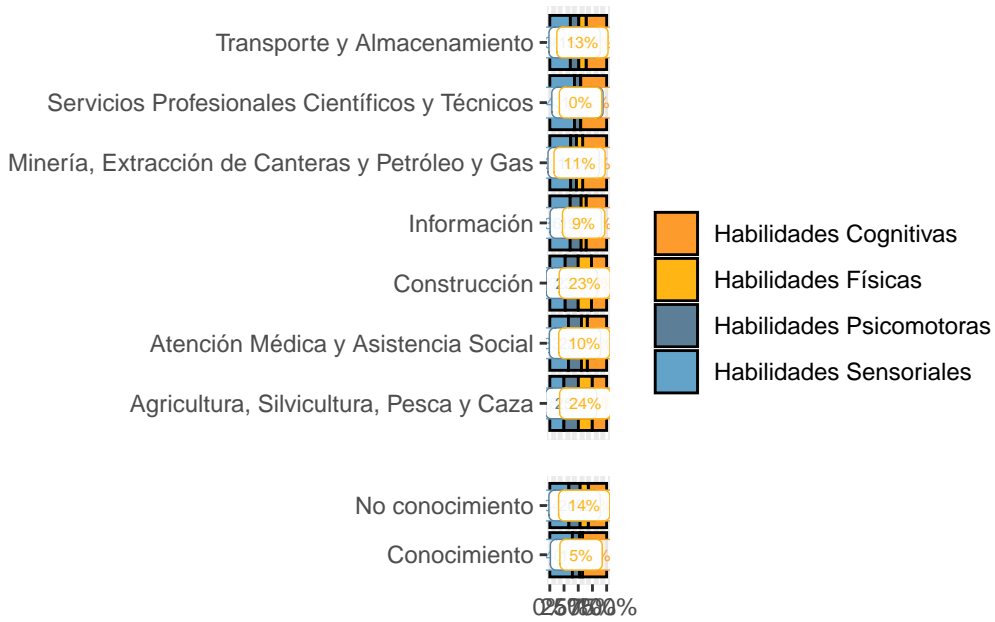 Transporte y Almacenamiento
13%
Servicios Profesionales Científicos y Técnicos
0%
Minería, Extracción de Canteras y Petróleo y Gas
11%
Información
9%
Construcción
23%
Atención Médica y Asistencia Social
10%
Agricultura, Silvicultura, Pesca y Caza
24%
No conocimiento
14%
Conocimiento
5%
Habilidades Cognitivas
Habilidades Físicas
Habilidades Psicomotoras
Habilidades Sensoriales